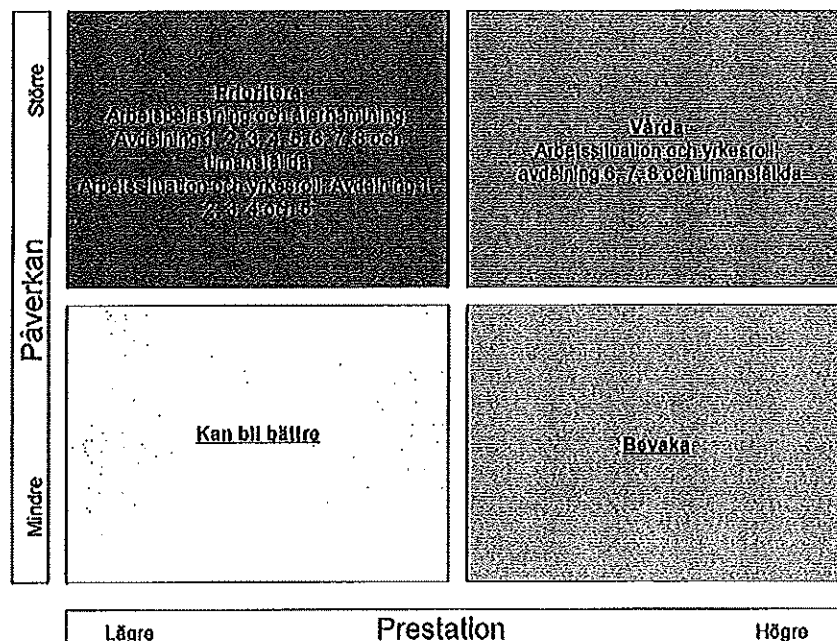 Större
Påverkan
Mindre
Prioritera
Arbetsbelastning och återhämtning:
Avdelning 1, 2, 3, 4, 5, 6, 7, 8 och
timanställda
Arbetssituation och yrkesroll: Avdelning 1,
2, 3, 4 och 5
Vårda
Arbetssituation och yrkesroll:
avdelning 6, 7, 8 och timanställda
Kan bli bättre
Bevaka
Lägre
Prestation
Högre